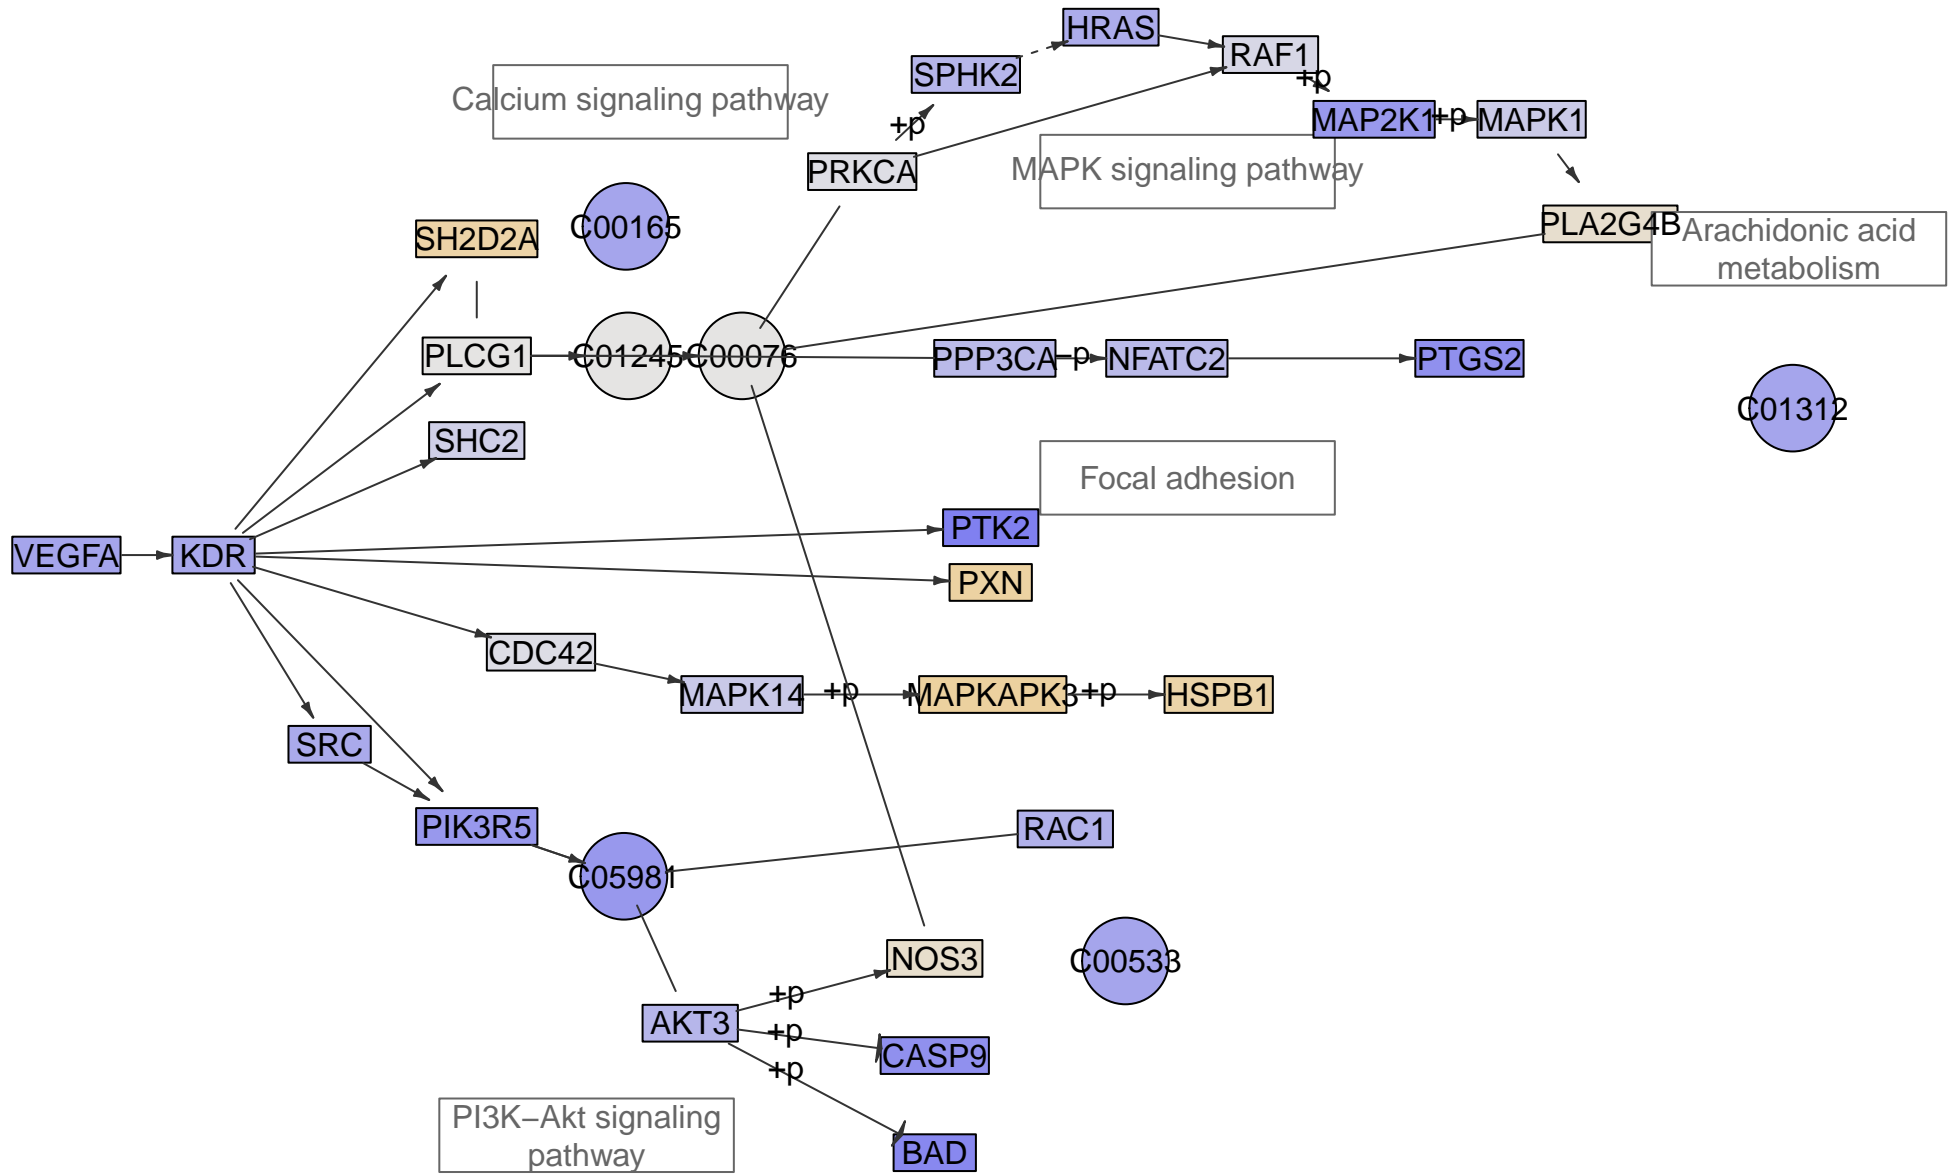 HRAS
RAF1
SPHK2
+p
Calcium signaling pathway
+p
MAP2K1
+p
MAPK1
PRKCA
MAPK signaling pathway
C00165
SH2D2A
PLA2G4B
Arachidonic acid
metabolism
PLCG1
C01245
C00076
PPP3CA
–p
NFATC2
PTGS2
C01312
SHC2
Focal adhesion
PTK2
VEGFA
KDR
PXN
CDC42
MAPK14
+p
MAPKAPK3
+p
HSPB1
SRC
PIK3R5
RAC1
C05981
NOS3
C00533
+p
AKT3
+p
CASP9
+p
PI3K–Akt signaling
pathway
BAD